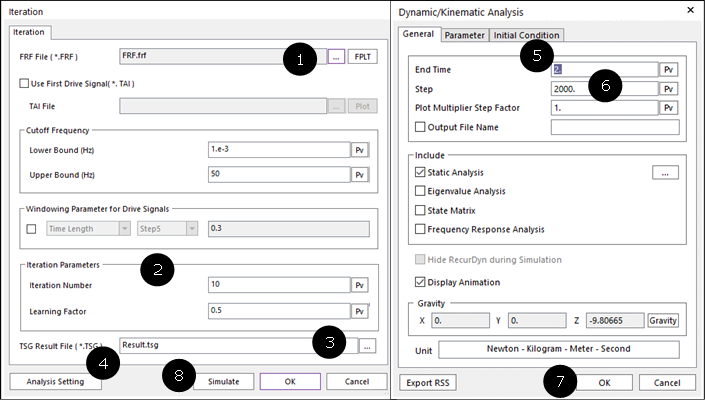 Iteration
Iteration
FRF File ( *.FRF )
FRF.frf
1
...
FPLT
Use First Drive Signal( *. TAI )
TAI File
...
Plot
Cutoff Frequency
Lower Bound (Hz)
1.e-3
Pv
Upper Bound (Hz)
50
Pv
Windowing Parameter for Drive Signals
Time Length
Step5
0.3
Iteration Parameters
2
Iteration Number
10
Pv
Learning Factor
0.5
Pv
TSG Result File ( *.TSG )
Result.tsg
3
...
4
8
Analysis Setting
Simulate
OK
Cancel
Dynamic/Kinematic Analysis
General
Parameter
Initial Condition
5
End Time
2.
Pv
Step
2000.
6
Pv
Plot Multiplier Step Factor
1.
Pv
Output File Name
Include
Static Analysis
...
Eigenvalue Analysis
State Matrix
Frequency Response Analysis
Hide RecurDyn during Simulation
Display Animation
Gravity
X
0.
Y
0.
Z
-9.80665
Gravity
Unit
Newton - Kilogram - Meter - Second
Export RSS
7
OK
Cancel